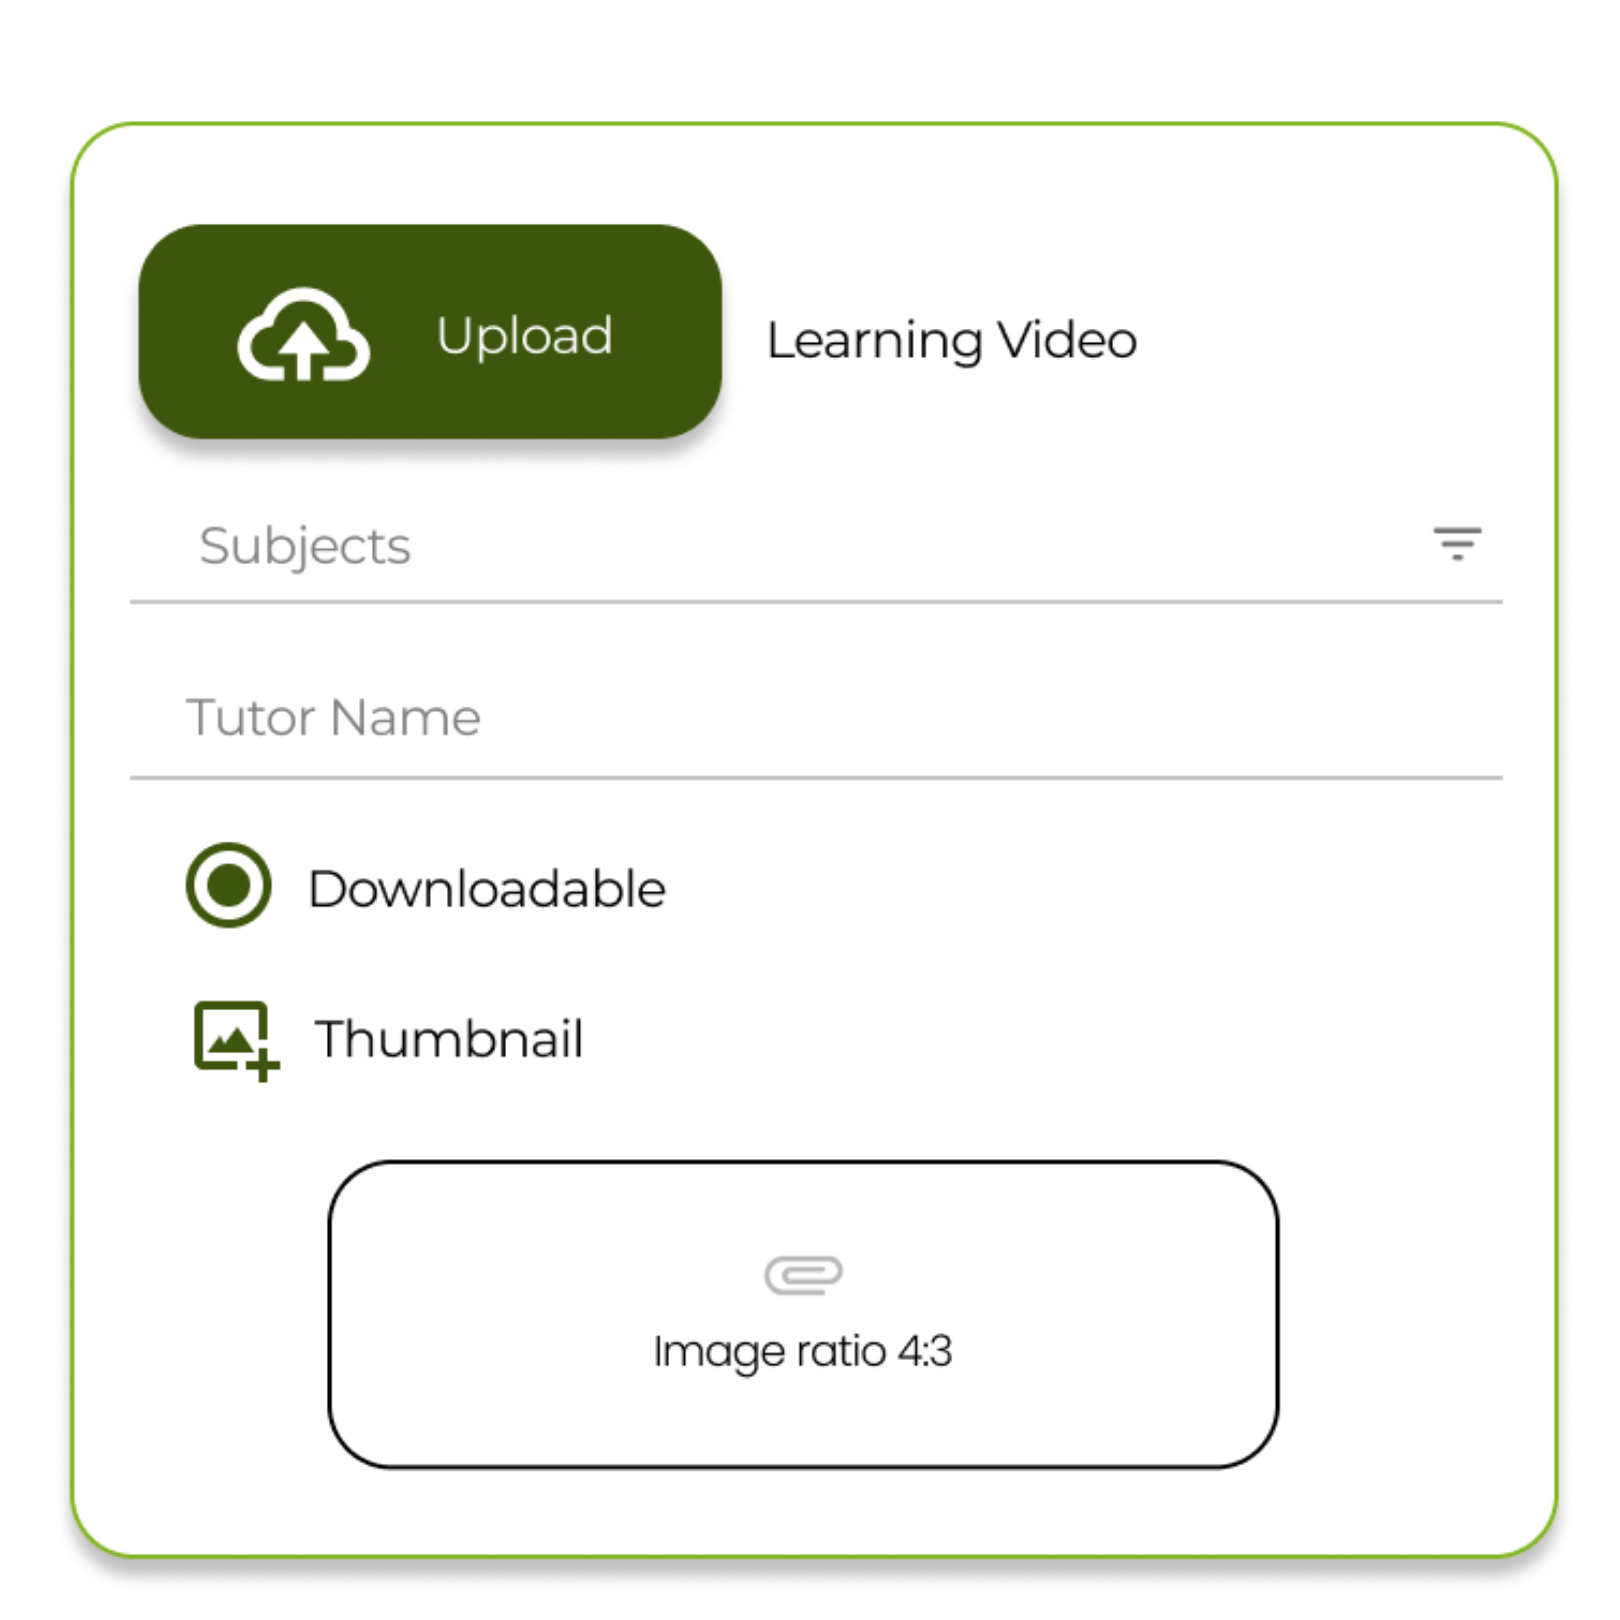 Upload
Learning Video
Subjects
Tutor Name
Downloadable
Thumbnail
Image ratio 4:3